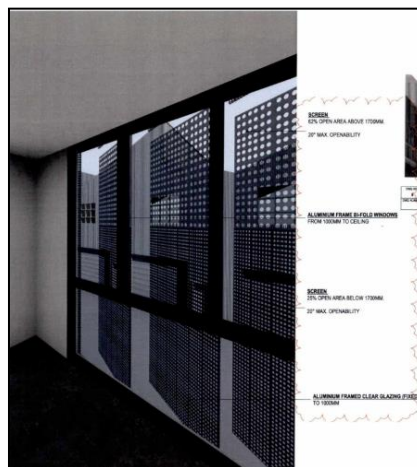 SCREEN
62% OPEN AREA ABOVE 1700MM.
20° MAX. OPENABILITY
ALUMINIUM FRAME BI-FOLD WINDOWS
FROM 1000MM TO CEILING
SCREEN
25% OPEN AREA BELOW 1700MM.
20° MAX. OPENABILITY
ALUMINIUM FRAMED CLEAR GLAZING
TO 1000MM